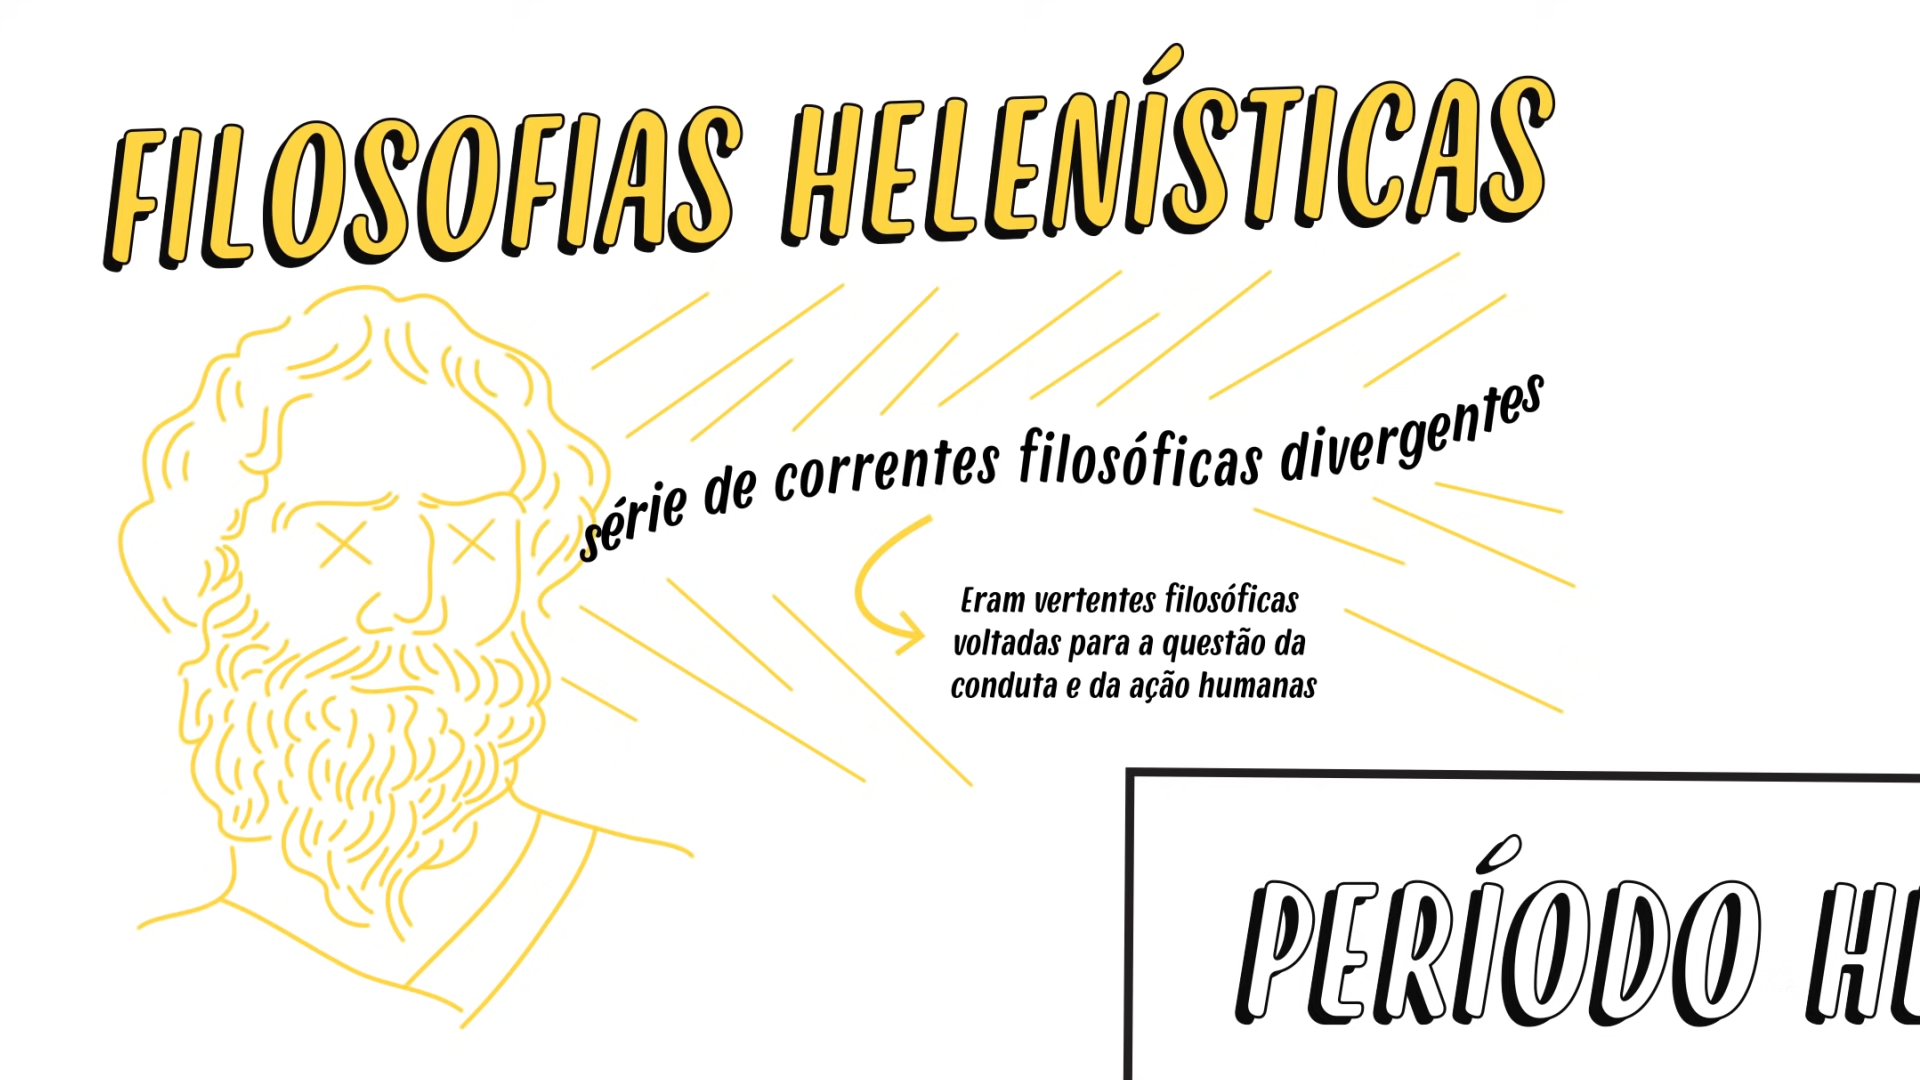 FILOSOFIAS HELENÍSTICAS
série de correntes filosóficas divergentes
Eram vertentes filosóficas
voltadas para a questão da
conduta e da ação humanas
PERÍODO